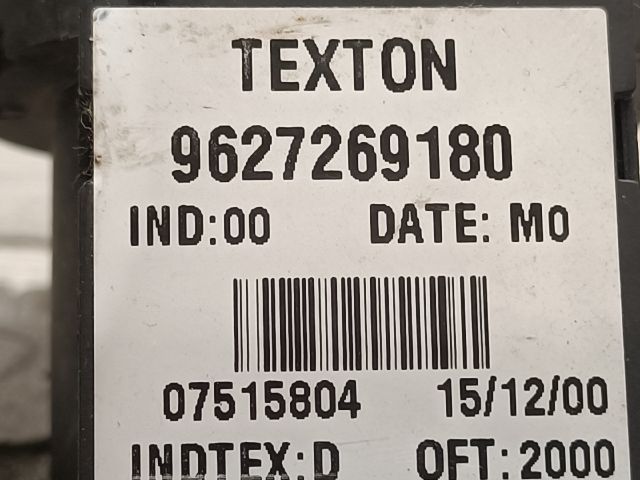 TEXTON
9627269180
IND:00 DATE: M0
07515804 15/12/00
INDTEX:D OFT:2000